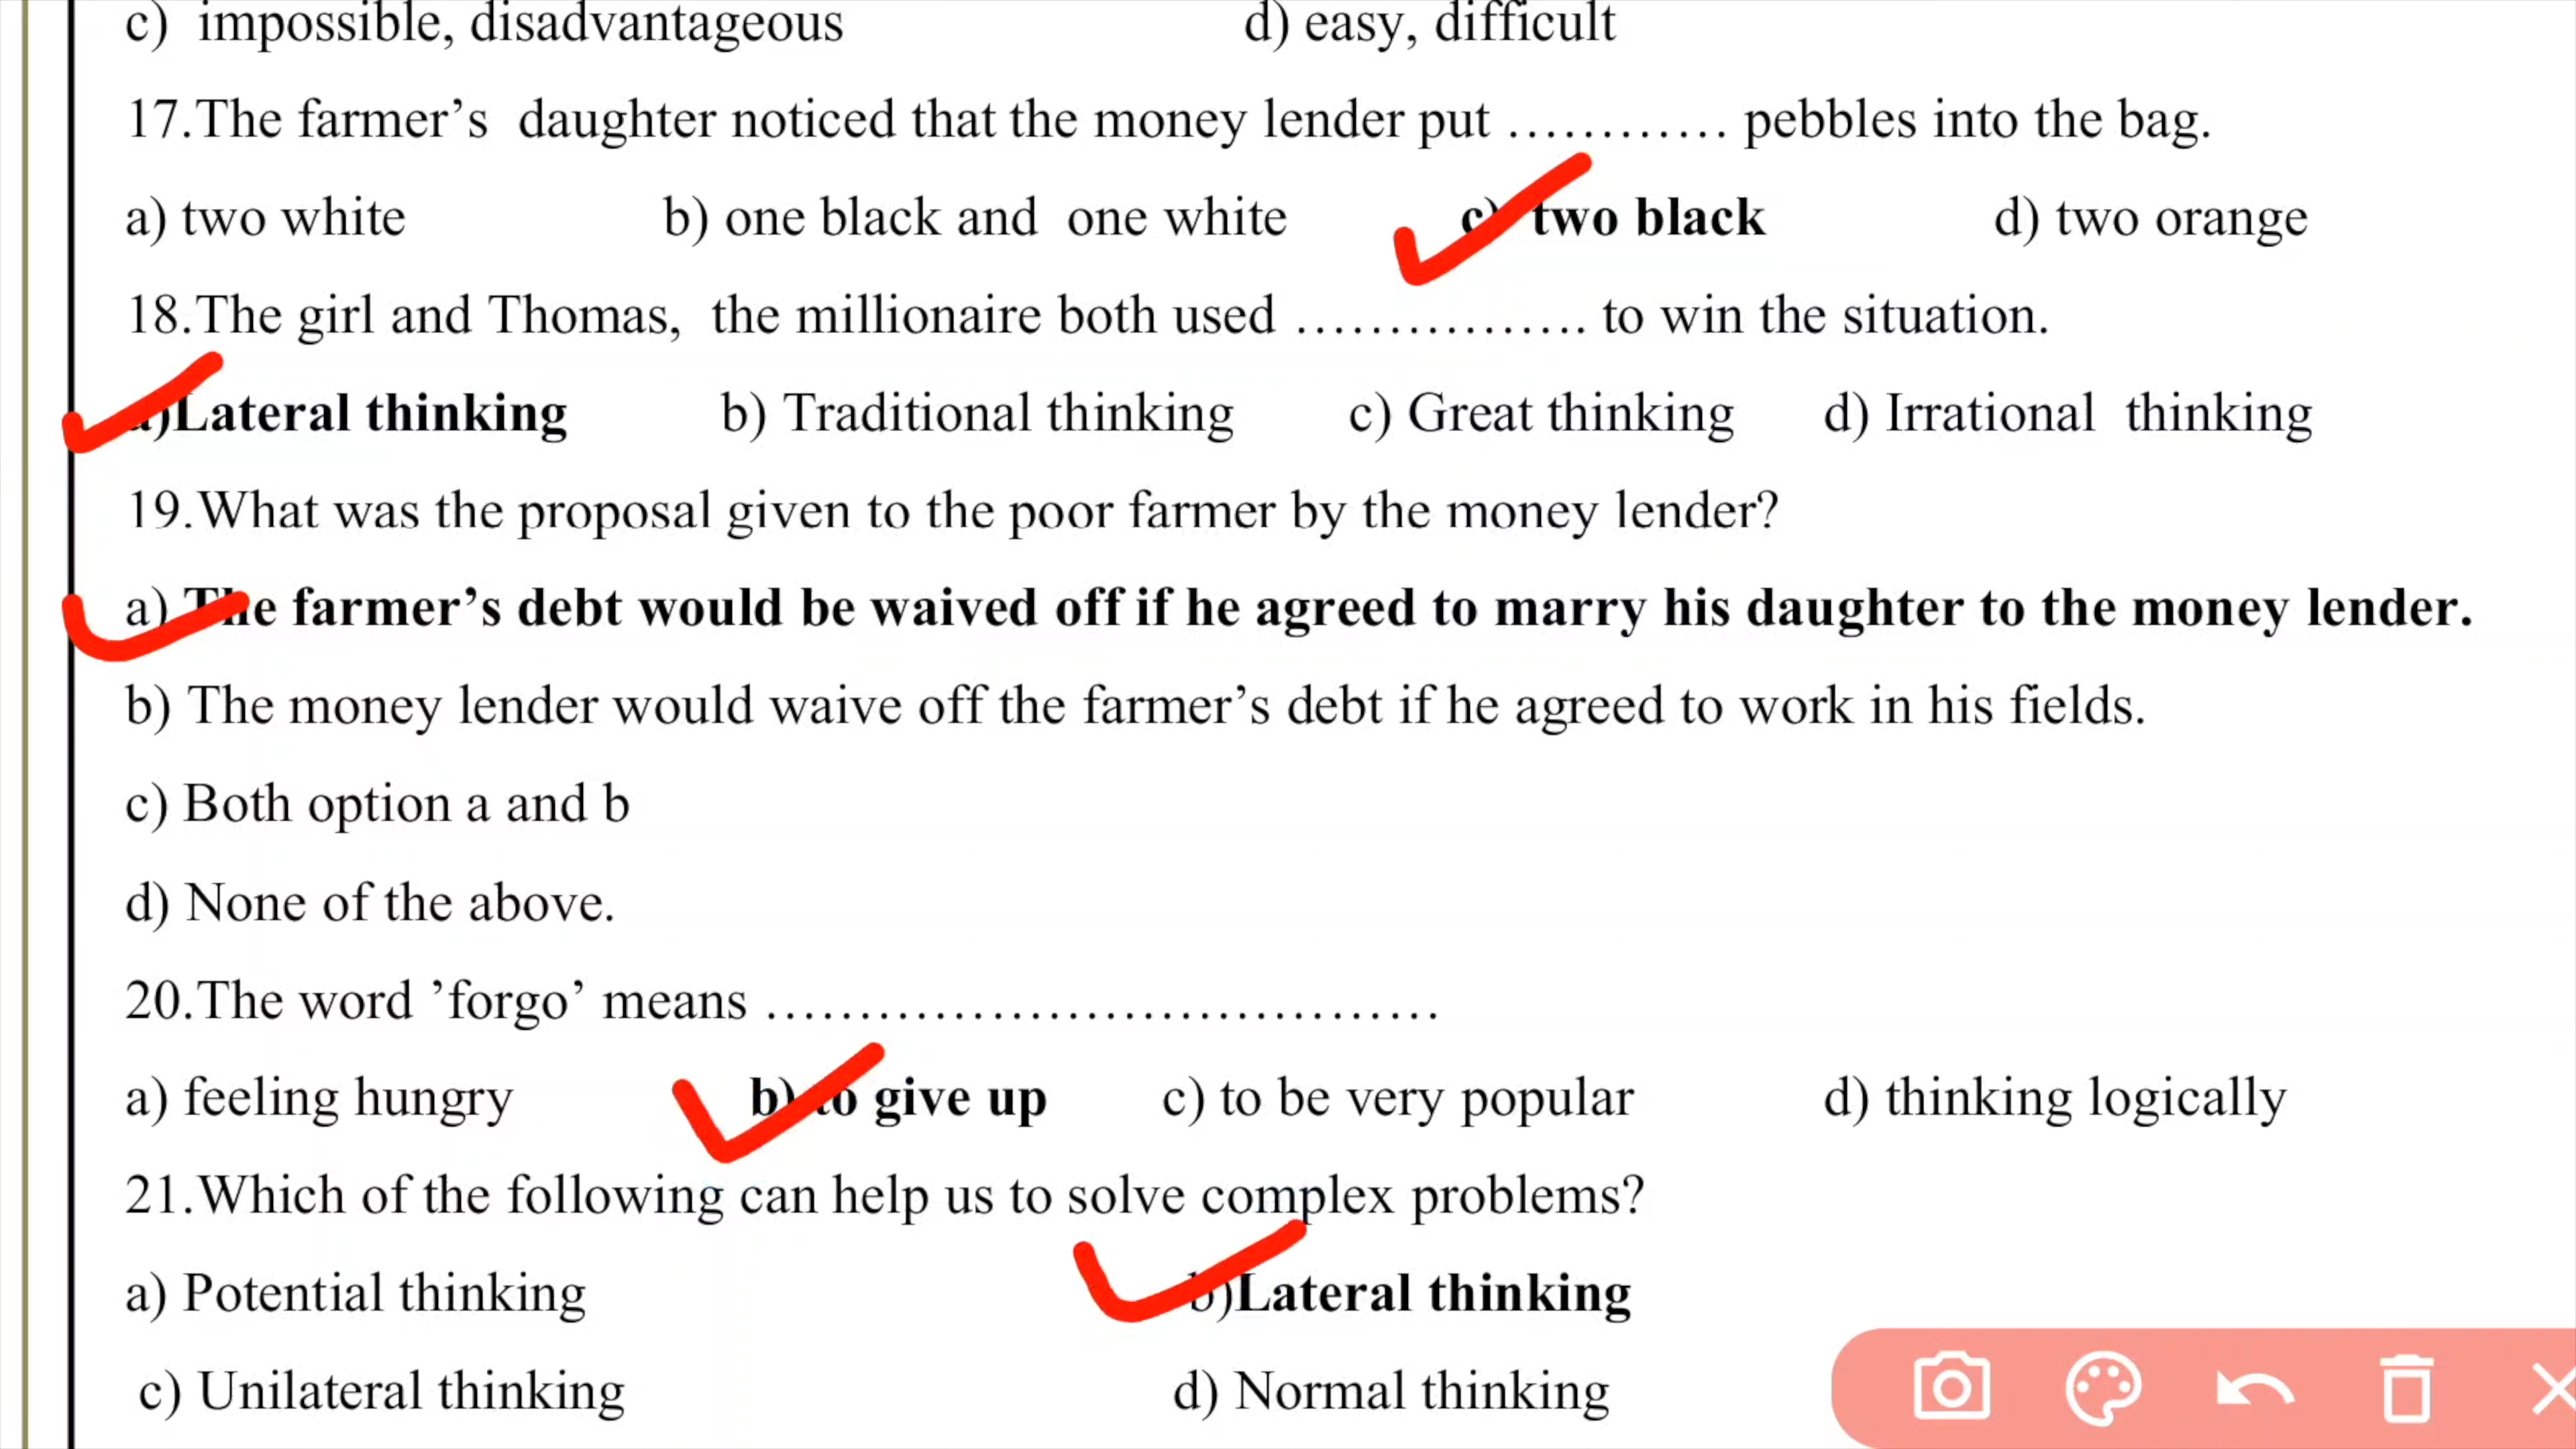 c) impossible, disadvantageous d) easy, difficult
17.The farmer’s daughter noticed that the money lender put ………… pebbles into the bag.
a) two white b) one black and one white c) two black d) two orange
18.The girl and Thomas, the millionaire both used ……………. to win the situation.
a)Lateral thinking b) Traditional thinking c) Great thinking d) Irrational thinking
19.What was the proposal given to the poor farmer by the money lender?
a) The farmer’s debt would be waived off if he agreed to marry his daughter to the money lender.
b) The money lender would waive off the farmer’s debt if he agreed to work in his fields.
c) Both option a and b
d) None of the above.
20.The word ’forgo’ means ……………………………….
a) feeling hungry b) to give up c) to be very popular d) thinking logically
21.Which of the following can help us to solve complex problems?
a) Potential thinking b)Lateral thinking
c) Unilateral thinking d) Normal thinking